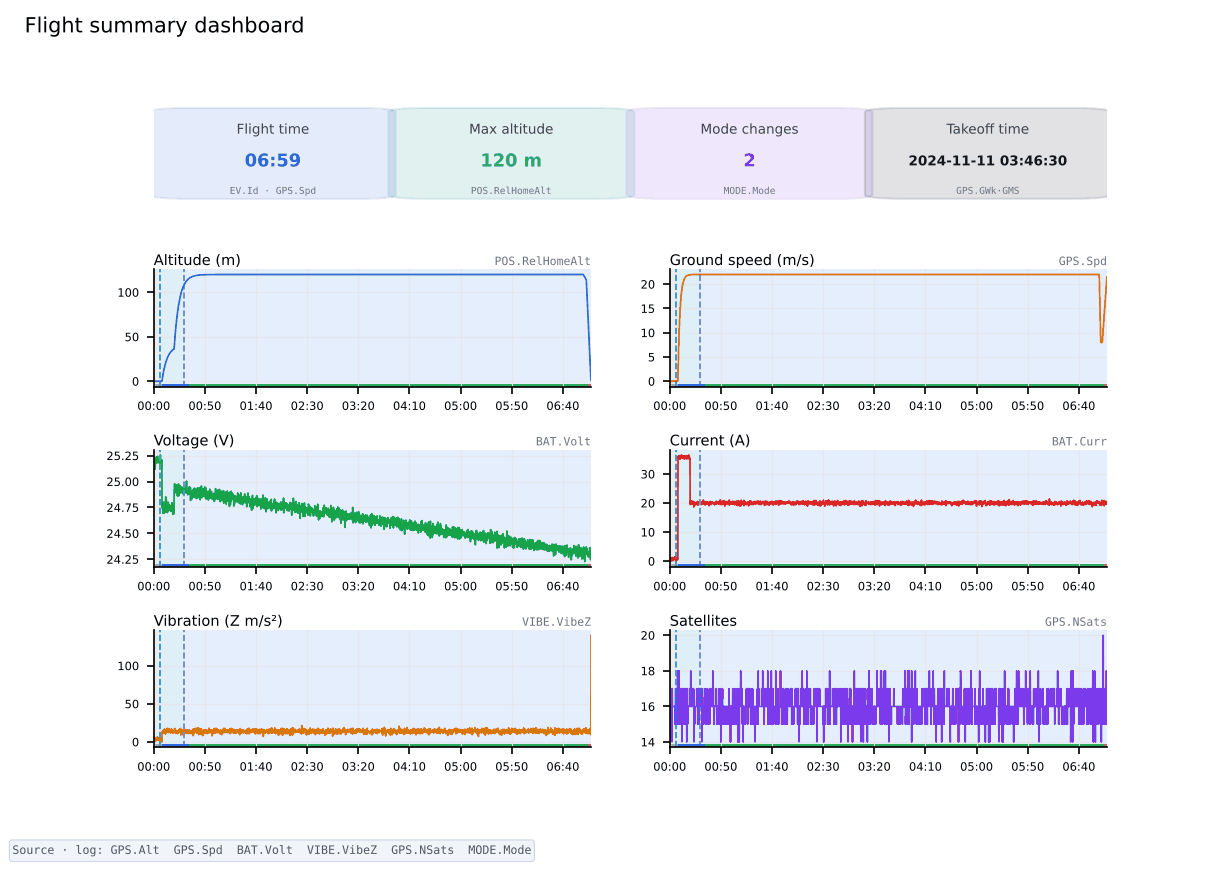 Flight summary dashboard
Flight time
06:59
EV.Id · GPS.Spd
Max altitude
120 m
POS.RelHomeAlt
Mode changes
2
MODE.Mode
Takeoff time
2024-11-11 03:46:30
GPS.GWk·GMS
Altitude (m)
POS.RelHomeAlt
100
50
0
00:00 00:50 01:40 02:30 03:20 04:10 05:00 05:50 06:40
Ground speed (m/s)
GPS.Spd
20
15
10
5
0
00:00 00:50 01:40 02:30 03:20 04:10 05:00 05:50 06:40
Voltage (V)
BAT.Volt
25.25
25.00
24.75
24.50
24.25
00:00 00:50 01:40 02:30 03:20 04:10 05:00 05:50 06:40
Current (A)
BAT.Curr
30
20
10
0
00:00 00:50 01:40 02:30 03:20 04:10 05:00 05:50 06:40
Vibration (Z m/s²)
VIBE.VibeZ
100
50
0
00:00 00:50 01:40 02:30 03:20 04:10 05:00 05:50 06:40
Satellites
GPS.NSats
20
18
16
14
00:00 00:50 01:40 02:30 03:20 04:10 05:00 05:50 06:40
Source · log: GPS.Alt GPS.Spd BAT.Volt VIBE.VibeZ GPS.NSats MODE.Mode